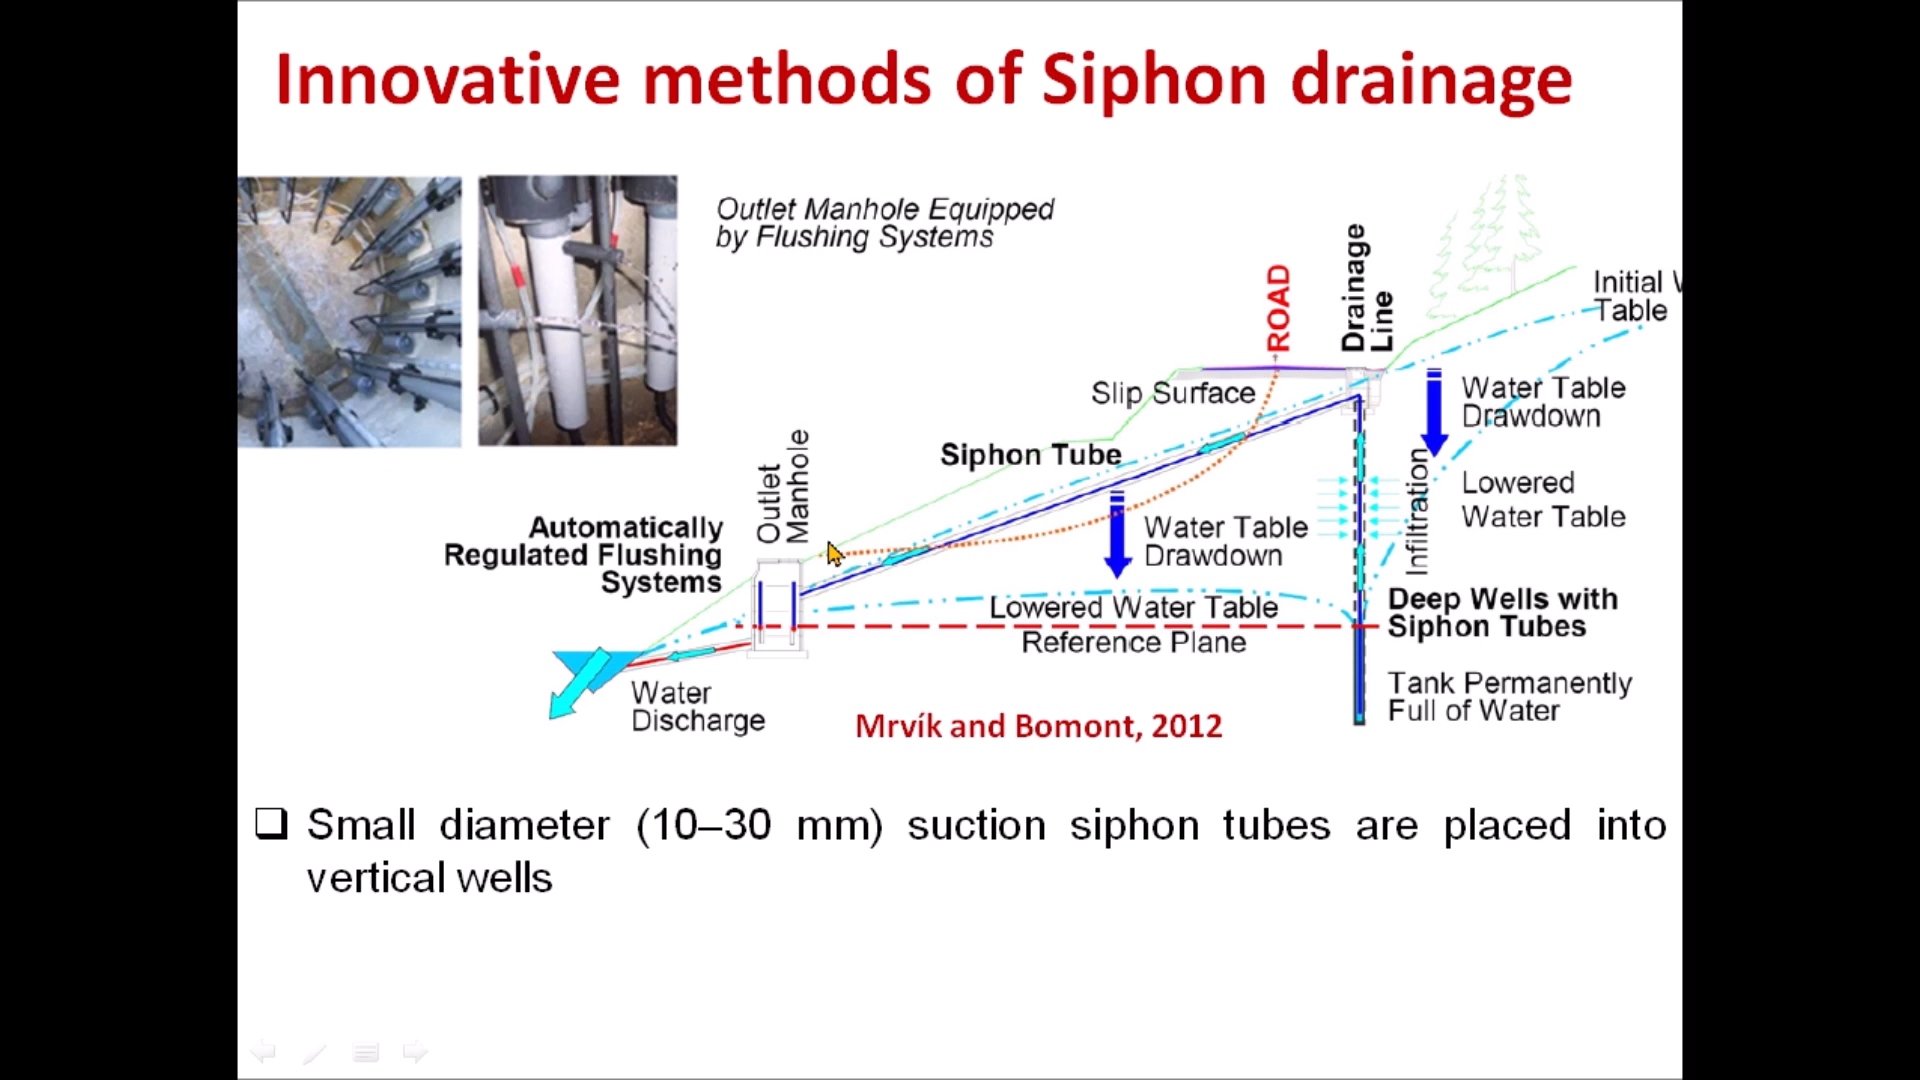 Innovative methods of Siphon drainage
Outlet Manhole Equipped
by Flushing Systems
ROAD
Drainage
Line
Initial
Table
Slip Surface
Water Table
Drawdown
Siphon Tube
Outlet
Manhole
Infiltration
Lowered
Water Table
Automatically
Regulated Flushing
Systems
Water Table
Drawdown
Lowered Water Table
Reference Plane
Deep Wells with
Siphon Tubes
Water
Discharge
Tank Permanently
Full of Water
Mrvík and Bomont, 2012
❑ Small diameter (10–30 mm) suction siphon tubes are placed into
vertical wells